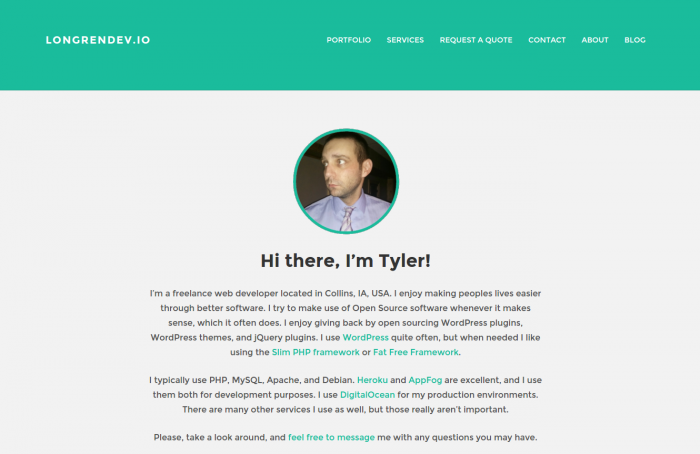 LONGRENDEV.IO
PORTFOLIO SERVICES REQUEST A QUOTE CONTACT ABOUT BLOG
Hi there, I'm Tyler!
I'm a freelance web developer located in Collins, IA, USA. I enjoy making peoples lives easier
through better software. I try to make use of Open Source software whenever it makes
sense, which it often does. I enjoy giving back by open sourcing WordPress plugins,
WordPress themes, and jQuery plugins. I use WordPress quite often, but when needed I like
using the Slim PHP framework or Fat Free Framework.
I typically use PHP, MySQL, Apache, and Debian. Heroku and AppFog are excellent, and I use
them both for development purposes. I use DigitalOcean for my production environments.
There are many other services I use as well, but those really aren't important.
Please, take a look around, and feel free to message me with any questions you may have.